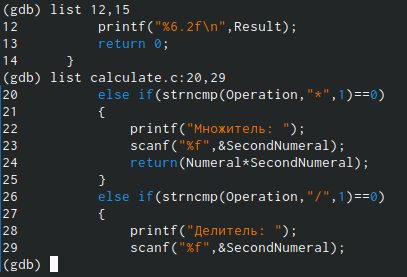 (gdb) list 12,15
12              printf("%6.2f\n",Result);
13              return 0;
14      }
(gdb) list calculate.c:20,29
20              else if(strncmp(Operation,"*",1)==0)
21              {
22                  printf("Множитель: ");
23                  scanf("%f",&SecondNumeral);
24                  return(Numeral*SecondNumeral);
25              }
26              else if(strncmp(Operation,"/",1)==0)
27              {
28                  printf("Делитель: ");
29                  scanf("%f",&SecondNumeral);
(gdb)